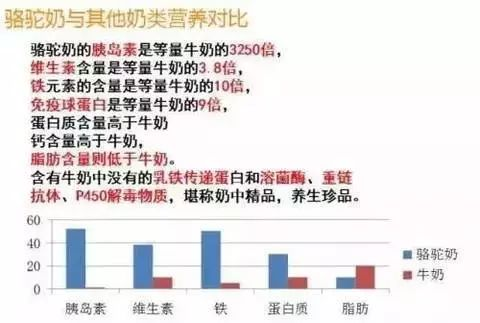 骆驼奶与其他奶类营养对比
骆驼奶的胰岛素是等量牛奶的3250倍，
维生素含量是等量牛奶的3.8倍，
铁元素的含量是等量牛奶的10倍，
免疫球蛋白是等量牛奶的9倍，
蛋白质含量高于牛奶
钙含量高于牛奶，
脂肪含量则低于牛奶。
含有牛奶中没有的乳铁传递蛋白和溶菌酶、重链
抗体、P450解毒物质，堪称奶中精品，养生珍品。
60
40
20
0
胰岛素 维生素 铁 蛋白质 脂肪
骆驼奶
牛奶